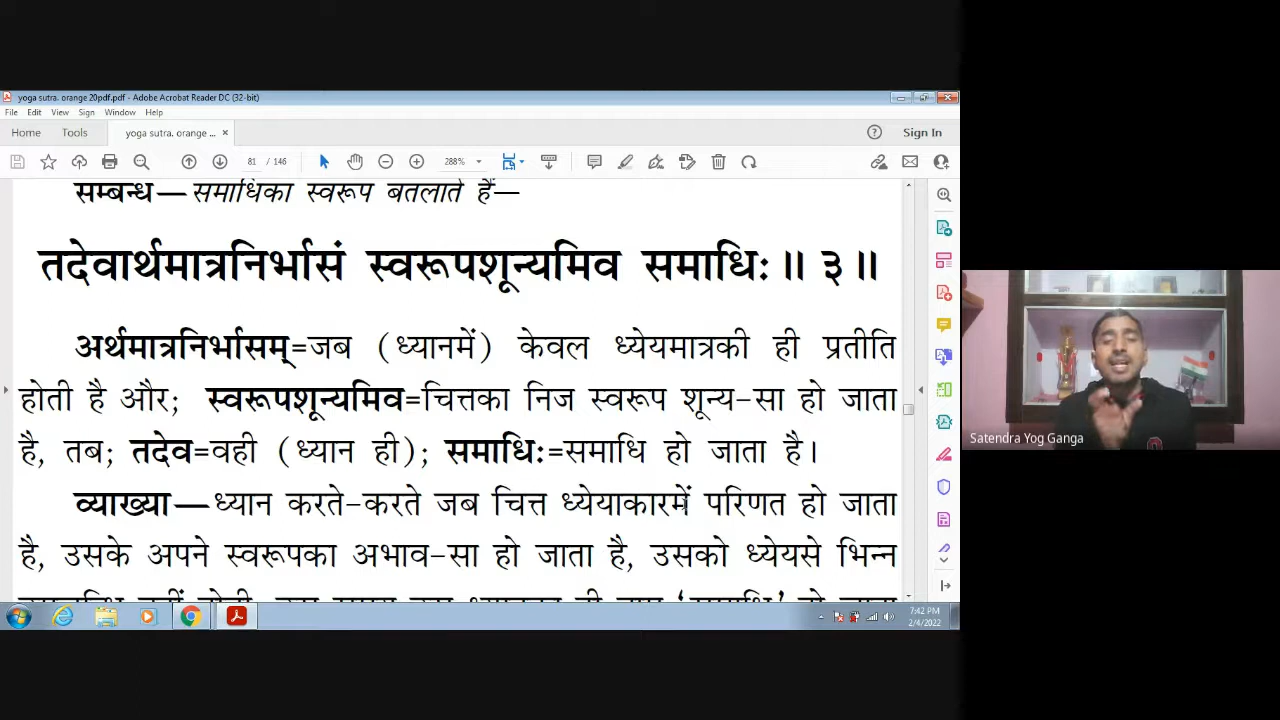 yoga sutra. orange 20pdf.pdf - Adobe Acrobat Reader DC (32-bit)
File Edit View Sign Window Help
Home Tools yoga sutra. orange ... × Sign In
81 / 146 288%
सम्बन्ध—समाधिका स्वरूप बतलाते हैं—
तदेवार्थमात्रनिर्भासं स्वरूपशून्यमिव समाधिः॥ ३॥
अर्थमात्रनिर्भासम्=जब (ध्यानमें) केवल ध्येयमात्रकी ही प्रतीति
होती है और; स्वरूपशून्यमिव=चित्तका निज स्वरूप शून्य-सा हो जाता
है, तब; तदेव=वही (ध्यान ही); समाधिः=समाधि हो जाता है।
व्याख्या—ध्यान करते-करते जब चित्त ध्येयाकारमें परिणत हो जाता
है, उसके अपने स्वरूपका अभाव-सा हो जाता है, उसको ध्येयसे भिन्न
Satendra Yog Ganga
7:42 PM
2/4/2022